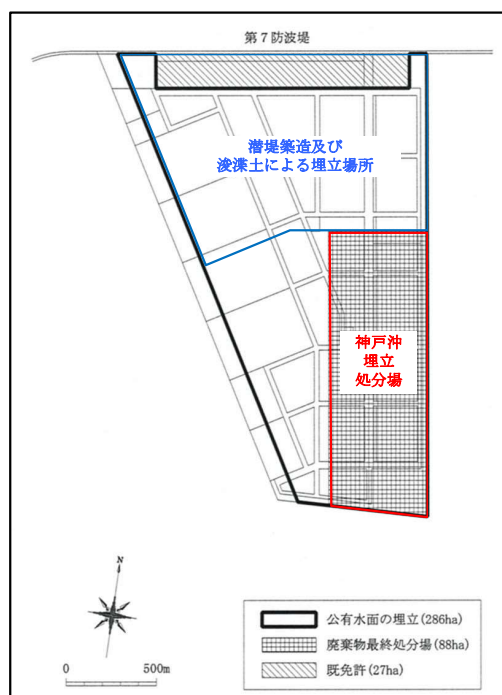 第７防波堤
潜堤築造及び
浚渫土による埋立場所
神戸沖
埋立
処分場
N
0 500m
公有水面の埋立(286ha)
廃棄物最終処分場(88ha)
既免許(27ha)